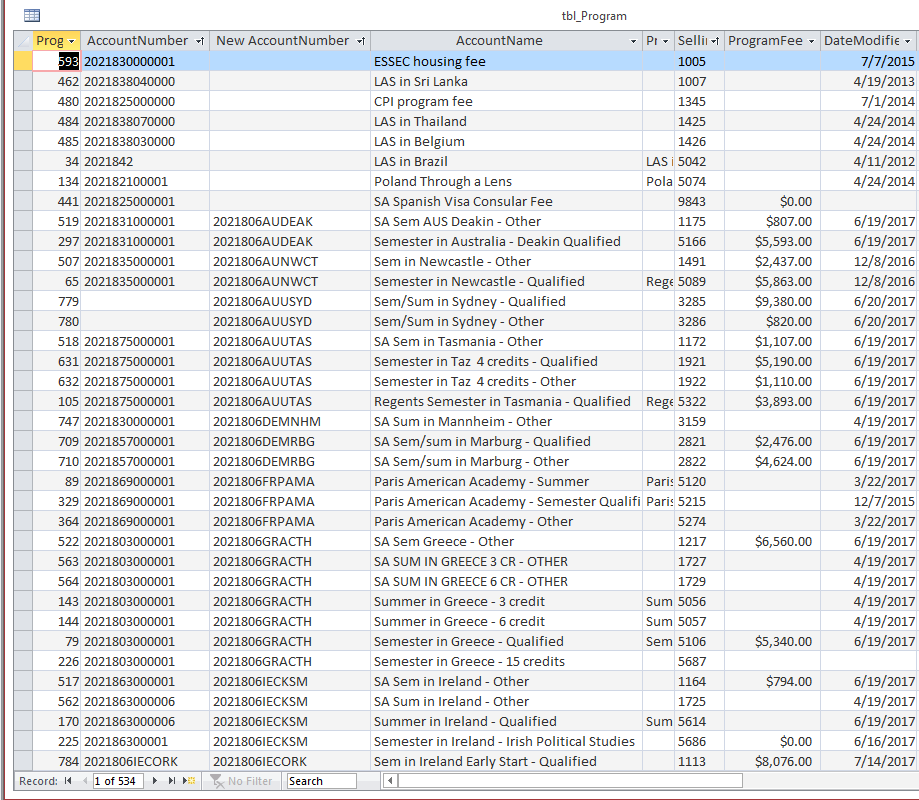 tbl_Program
Prog AccountNumber New AccountNumber AccountName Pr Selli ProgramFee DateModifie
593 2021830000001 ESSEC housing fee 1005 7/7/2015
462 2021838040000 LAS in Sri Lanka 1007 4/19/2013
480 2021825000000 CPI program fee 1345 7/1/2014
484 2021838070000 LAS in Thailand 1425 4/24/2014
485 2021838030000 LAS in Belgium 1426 4/24/2014
34 2021842 LAS in Brazil LAS i 5042 4/11/2012
134 202182100001 Poland Through a Lens Pola 5074 4/24/2014
441 2021825000001 SA Spanish Visa Consular Fee 9843 $0.00
519 2021831000001 2021806AUDEAK SA Sem AUS Deakin - Other 1175 $807.00 6/19/2017
297 2021831000001 2021806AUDEAK Semester in Australia - Deakin Qualified 5166 $5,593.00 6/19/2017
507 2021835000001 2021806AUNWCT Sem in Newcastle - Other 1491 $2,437.00 12/8/2016
65 2021835000001 2021806AUNWCT Semester in Newcastle - Qualified Rege 5089 $5,863.00 12/8/2016
779 2021806AUUSYD Sem/Sum in Sydney - Qualified 3285 $9,380.00 6/20/2017
780 2021806AUUSYD Sem/Sum in Sydney - Other 3286 $820.00 6/20/2017
518 2021875000001 2021806AUUTAS SA Sem in Tasmania - Other 1172 $1,107.00 6/19/2017
631 2021875000001 2021806AUUTAS Semester in Taz 4 credits - Qualified 1921 $5,190.00 6/19/2017
632 2021875000001 2021806AUUTAS Semester in Taz 4 credits - Other 1922 $1,110.00 6/19/2017
105 2021875000001 2021806AUUTAS Regents Semester in Tasmania - Qualified Rege 5322 $3,893.00 6/19/2017
747 2021830000001 2021806DEMNHM SA Sum in Mannheim - Other 3159 4/19/2017
709 2021857000001 2021806DEMRBG SA Sem/sum in Marburg - Qualified 2821 $2,476.00 6/19/2017
710 2021857000001 2021806DEMRBG SA Sem/sum in Marburg - Other 2822 $4,624.00 6/19/2017
89 2021869000001 2021806FRPAMA Paris American Academy - Summer Paris 5120 3/22/2017
329 2021869000001 2021806FRPAMA Paris American Academy - Semester Qualifi Paris 5215 12/7/2015
364 2021869000001 2021806FRPAMA Paris American Academy - Other 5274 3/22/2017
522 2021803000001 2021806GRACTH SA Sem Greece - Other 1217 $6,560.00 6/19/2017
563 2021803000001 2021806GRACTH SA SUM IN GREECE 3 CR - OTHER 1727 4/19/2017
564 2021803000001 2021806GRACTH SA SUM IN GREECE 6 CR - OTHER 1729 4/19/2017
143 2021803000001 2021806GRACTH Summer in Greece - 3 credit Sum 5056 4/19/2017
144 2021803000001 2021806GRACTH Summer in Greece - 6 credit Sum 5057 4/19/2017
79 2021803000001 2021806GRACTH Semester in Greece - Qualified Sem 5106 $5,340.00 6/19/2017
226 2021803000001 2021806GRACTH Semester in Greece - 15 credits 5687
517 2021863000001 2021806IECKSM SA Sem in Ireland - Other 1164 $794.00 6/19/2017
562 2021863000006 2021806IECKSM SA Sum in Ireland - Other 1725 4/19/2017
170 2021863000006 2021806IECKSM Summer in Ireland - Qualified Sum 5614 6/19/2017
225 202186300001 2021806IECKSM Semester in Ireland - Irish Political Studies 5686 $0.00 6/16/2017
784 2021806IECORK 2021806IECORK Sem in Ireland Early Start - Qualified 1113 $8,076.00 7/14/2017
Record: 1 of 534 No Filter Search